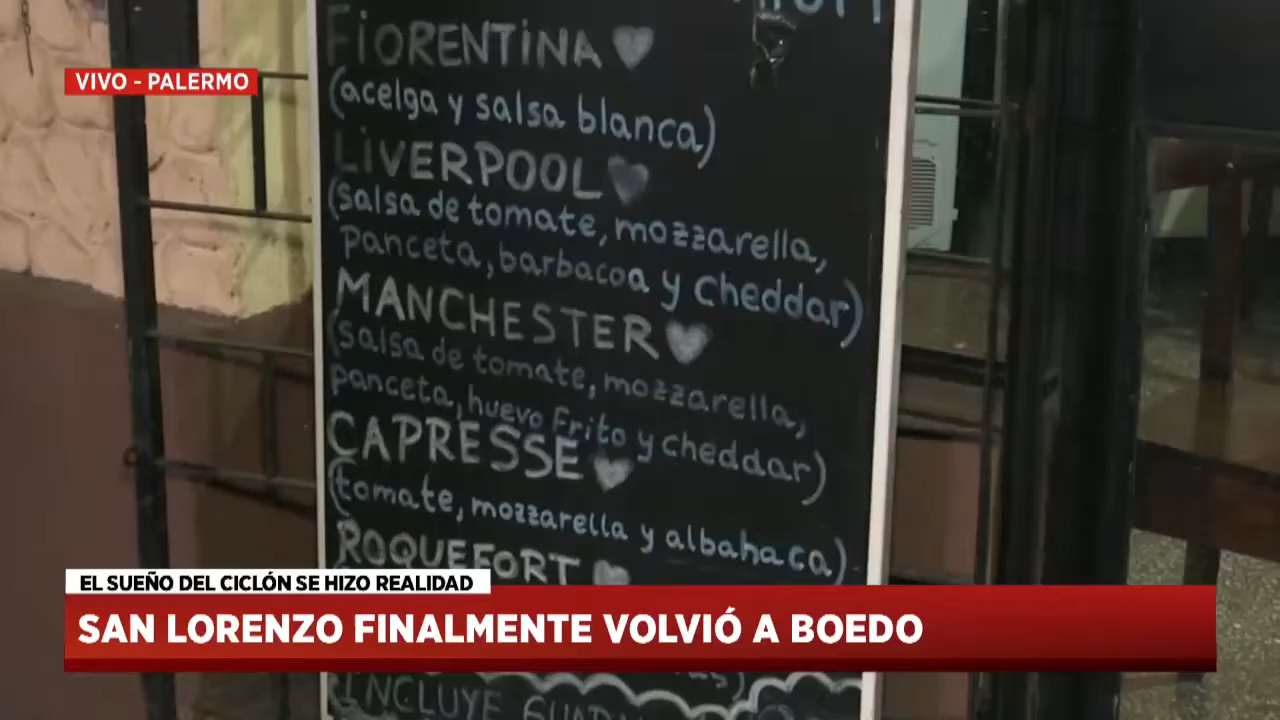 VIVO - PALERMO
FiORENTiNA
(acelga y salsa blanca)
LiVERPOOL
(salsa de tomate, mozzarella,
panceta, barbacoa y cheddar)
MANCHESTER
(salsa de tomate, mozzarella,
panceta, huevo Frito y cheddar)
CAPRESSE
(tomate, mozzarella y albahaca)
ROQUEFORT
EL SUEÑO DEL CICLÓN SE HIZO REALIDAD
SAN LORENZO FINALMENTE VOLVIÓ A BOEDO
INCLUYE